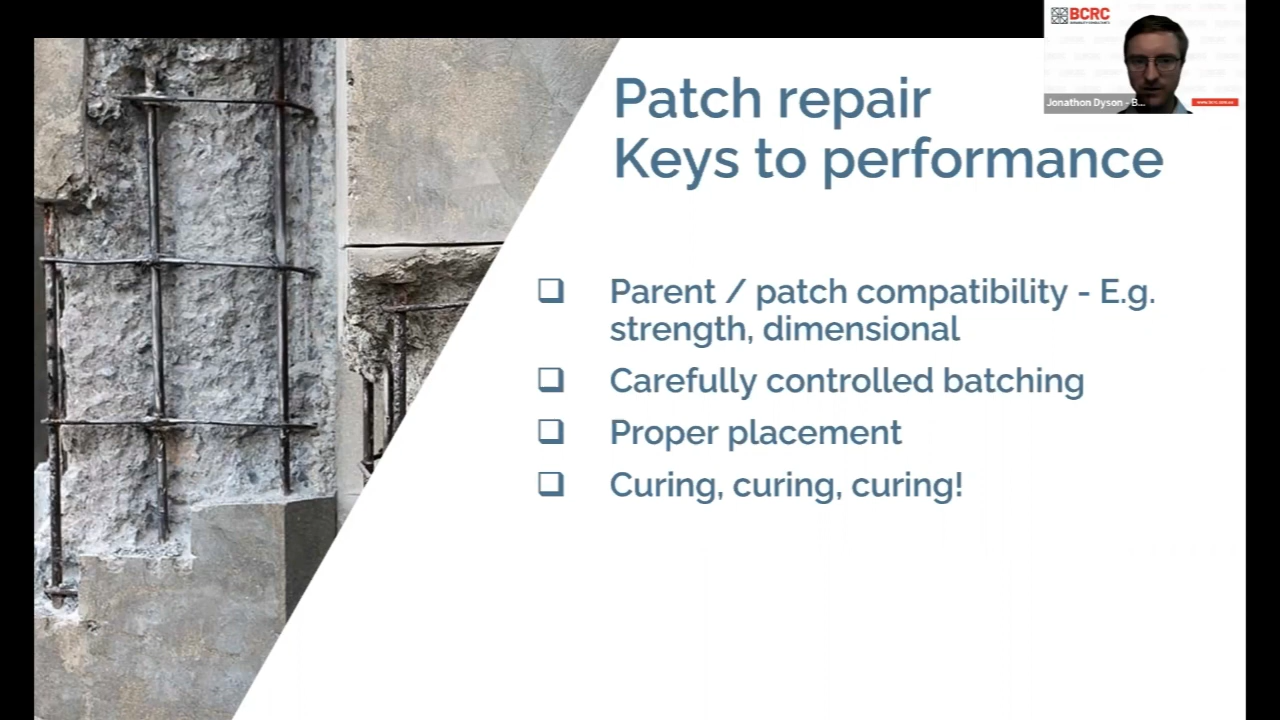 BCRC
Jonathon Dyson - B...
Patch repair
Keys to performance
❑ Parent / patch compatibility - E.g.
strength, dimensional
❑ Carefully controlled batching
❑ Proper placement
❑ Curing, curing, curing!